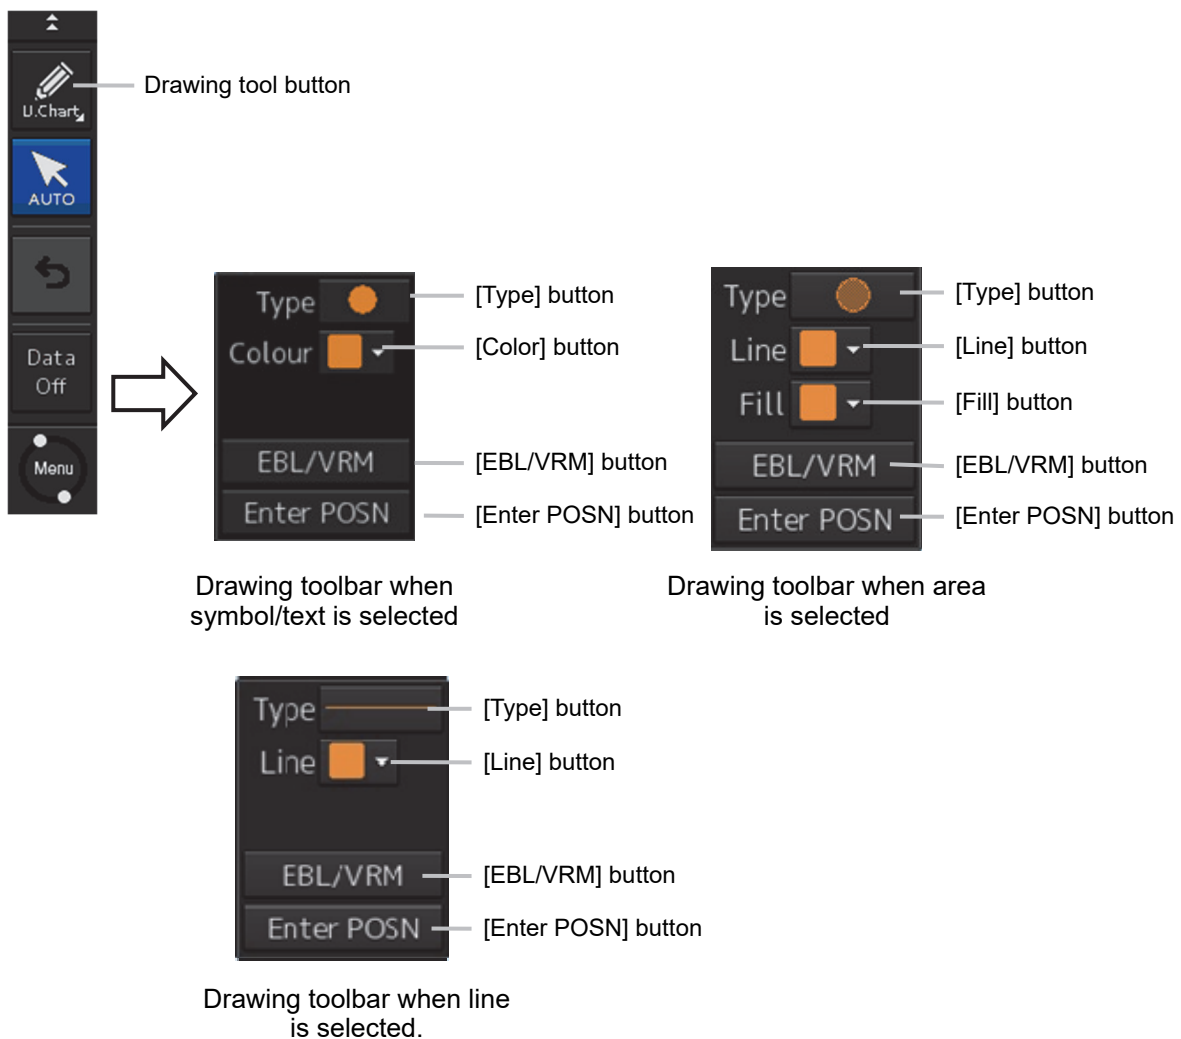 Drawing tool button
U.Chart
AUTO
Data
Off
Menu
Type
[Type] button
Colour
[Color] button
EBL/VRM
[EBL/VRM] button
Enter POSN
[Enter POSN] button
Drawing toolbar when
symbol/text is selected
Type
[Type] button
Line
[Line] button
Fill
[Fill] button
EBL/VRM
[EBL/VRM] button
Enter POSN
[Enter POSN] button
Drawing toolbar when area
is selected
Type
[Type] button
Line
[Line] button
EBL/VRM
[EBL/VRM] button
Enter POSN
[Enter POSN] button
Drawing toolbar when line
is selected.